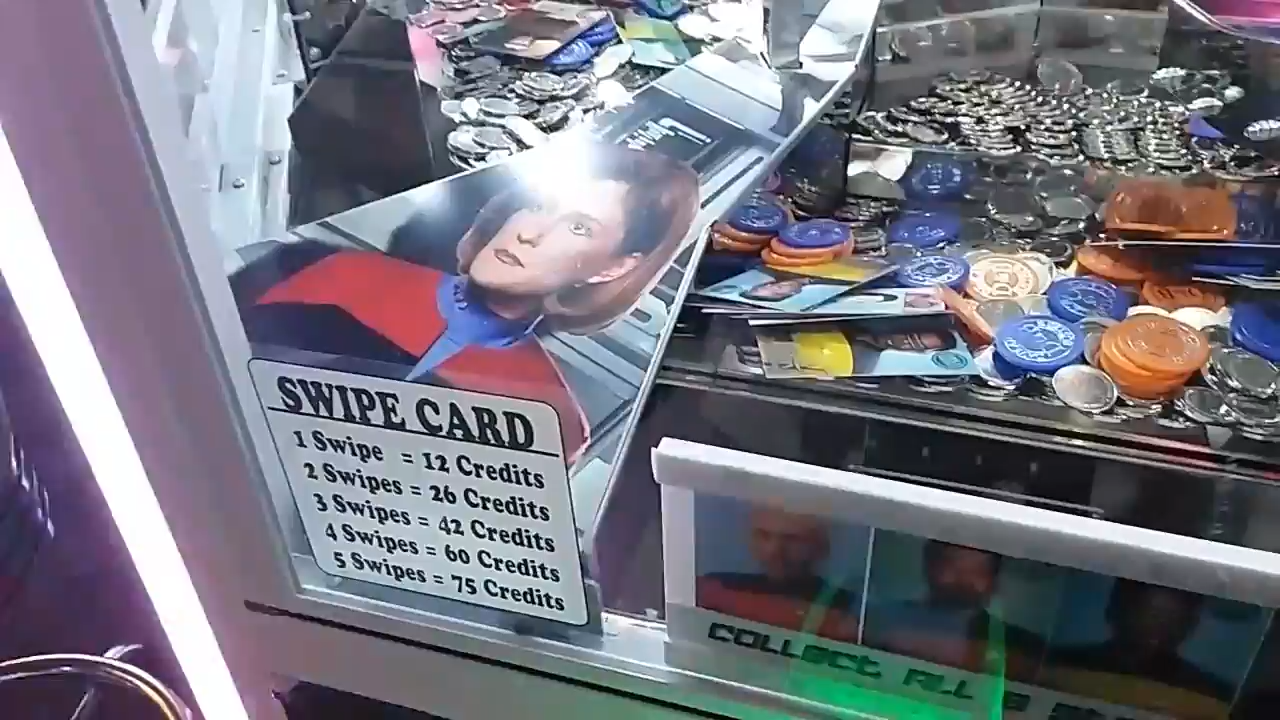 SWIPE CARD
1 Swipe = 12 Credits
2 Swipes = 26 Credits
3 Swipes = 42 Credits
4 Swipes = 60 Credits
5 Swipes = 75 Credits
COLLECT ALL